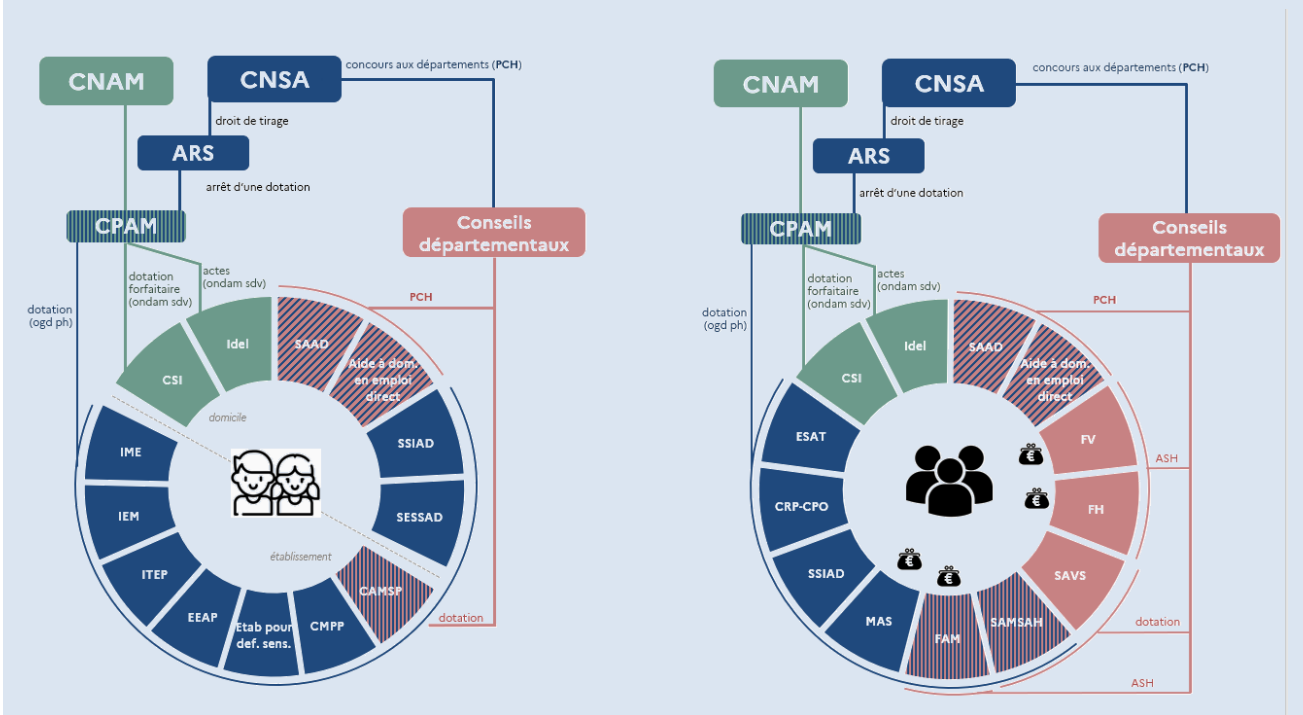 CNAM
CNSA
concours aux départements (PCH)
droit de tirage
ARS
arrêt d'une dotation
CPAM
Conseils
départementaux
dotation
forfaitaire
(ondam sdv)
actes
(ondam sdv)
dotation
(ogd ph)
PCH
Idel
SAAD
CSI
Aide à dom.
en emploi
direct
domicile
IME
SSIAD
IEM
SESSAD
établissement
ITEP
CAMSP
EEAP
Etab pour
def. sens.
CMPP
dotation
CNAM
CNSA
concours aux départements (PCH)
droit de tirage
ARS
arrêt d'une dotation
CPAM
Conseils
départementaux
dotation
forfaitaire
(ondam sdv)
actes
(ondam sdv)
dotation
(ogd ph)
PCH
Idel
SAAD
CSI
Aide à dom.
en emploi
direct
ESAT
FV
€
ASH
CRP-CPO
€
FH
SSIAD
€
€
SAVS
MAS
FAM
SAMSAH
dotation
ASH